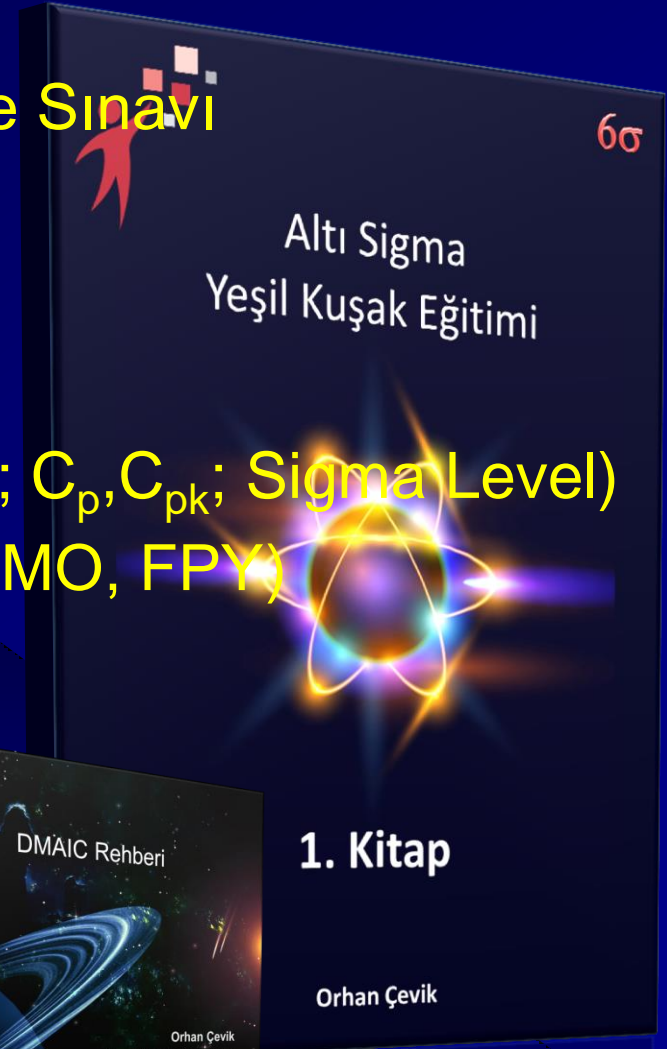 e Sınavı
6σ
Altı Sigma
Yeşil Kuşak Eğitimi
; Cp,Cpk; Sigma Level)
MO, FPY)
DMAIC Rehberi
1. Kitap
Orhan Çevik
Orhan Çevik